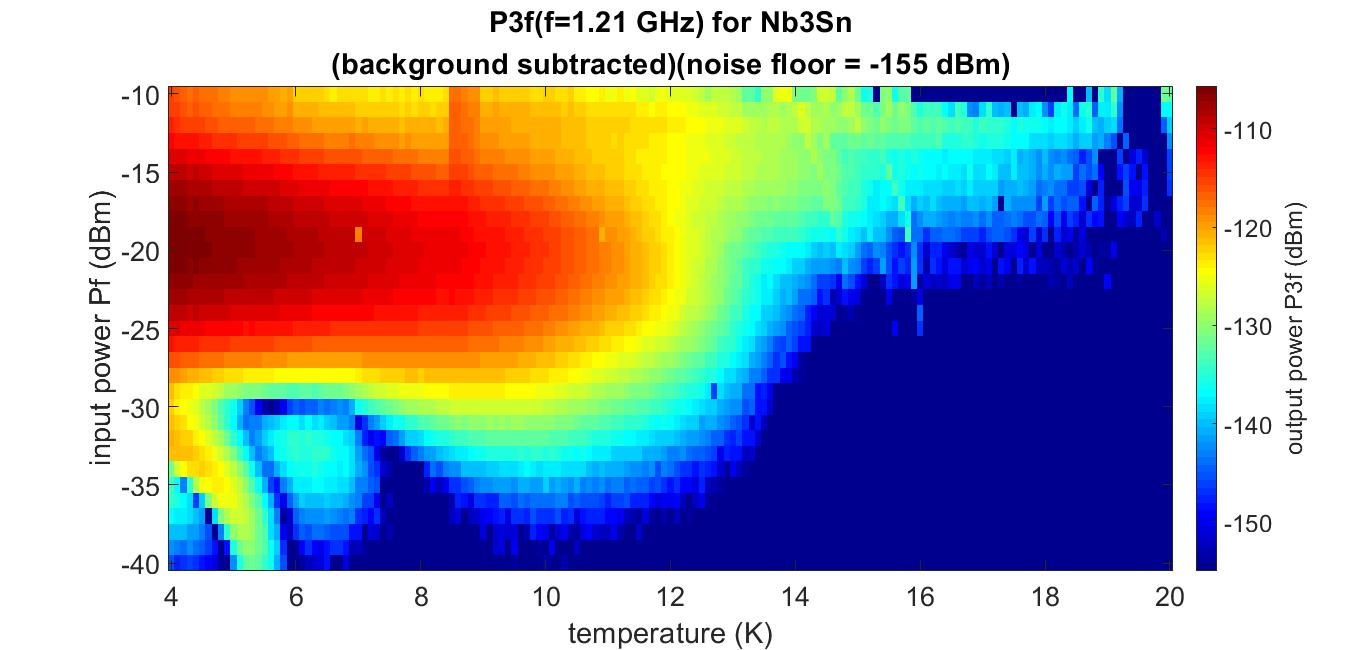 P3f(f=1.21 GHz) for Nb3Sn
(background subtracted)(noise floor = -155 dBm)
input power Pf (dBm)
-10
-15
-20
-25
-30
-35
-40
4 6 8 10 12 14 16 18 20
temperature (K)
-110
-120
-130
-140
-150
output power P3f (dBm)